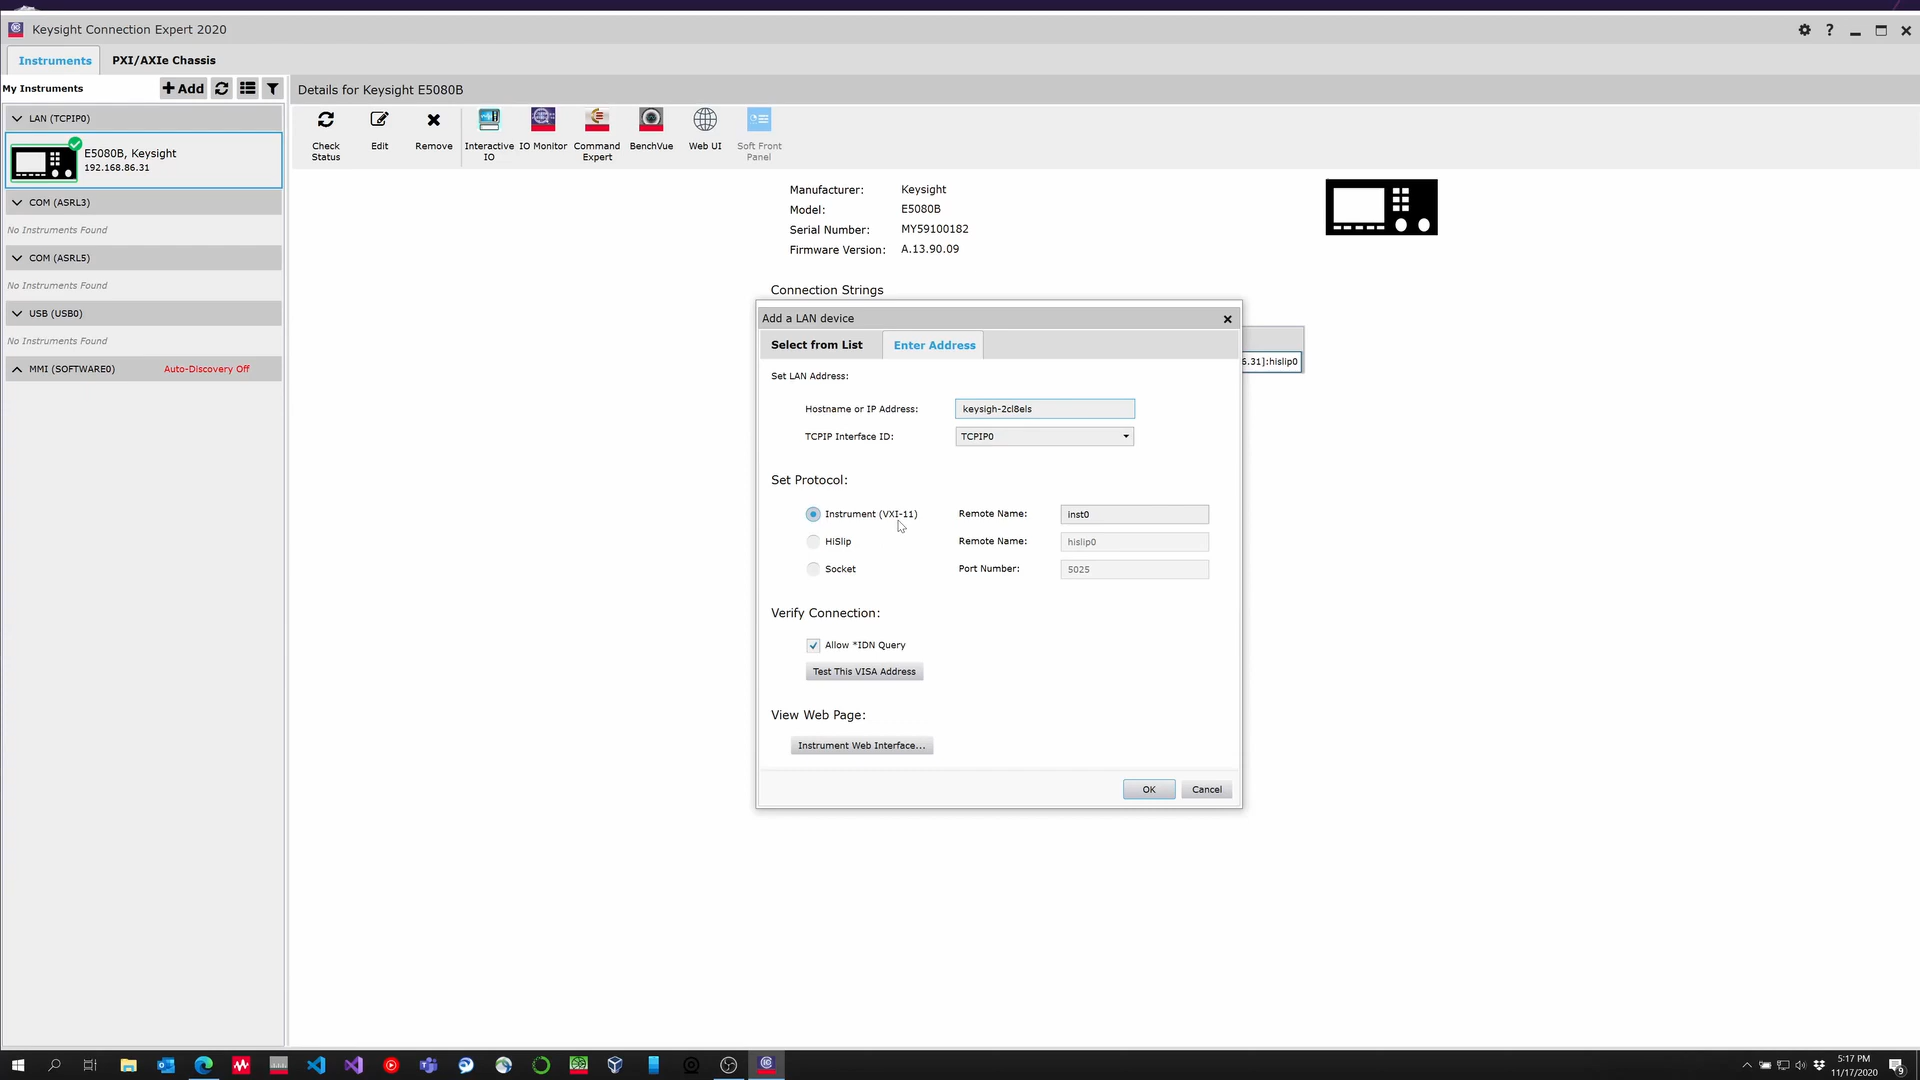 Keysight Connection Expert 2020
Instruments
PXI/AXIe Chassis
My Instruments
Add
Details for Keysight E5080B
LAN (TCPIP0)
E5080B, Keysight
192.168.86.31
COM (ASRL3)
No Instruments Found
COM (ASRL5)
No Instruments Found
USB (USB0)
No Instruments Found
MMI (SOFTWARE0)
Auto-Discovery Off
Check
Status
Edit
Remove
Interactive
IO
IO Monitor
Command
Expert
BenchVue
Web UI
Soft Front
Panel
Manufacturer: Keysight
Model: E5080B
Serial Number: MY59100182
Firmware Version: A.13.90.09
Connection Strings
6.31]:hislip0
Add a LAN device
Select from List
Enter Address
Set LAN Address:
Hostname or IP Address: keysigh-2cl8els
TCPIP Interface ID: TCPIP0
Set Protocol:
Instrument (VXI-11) Remote Name: inst0
HiSlip Remote Name: hislip0
Socket Port Number: 5025
Verify Connection:
Allow *IDN Query
Test This VISA Address
View Web Page:
Instrument Web Interface...
OK
Cancel
5:17 PM
11/17/2020